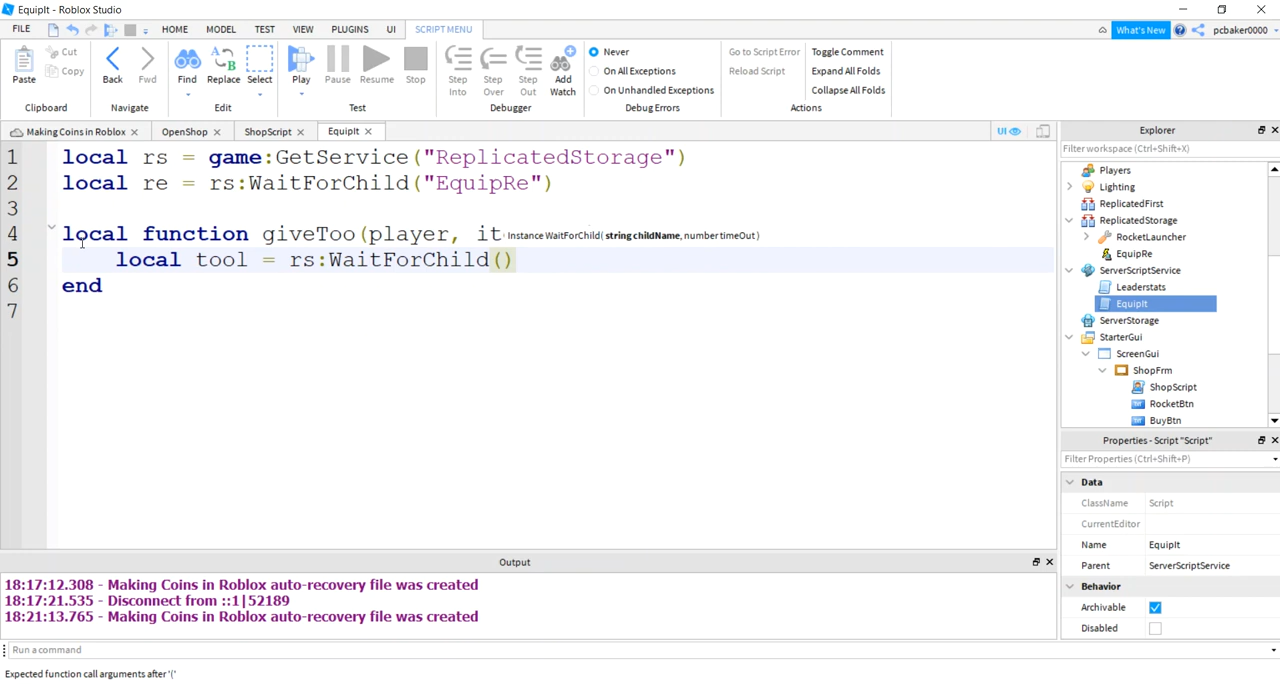 EquipIt - Roblox Studio
FILE HOME MODEL TEST VIEW PLUGINS UI SCRIPT MENU What's New pcbaker0000
Paste Cut Copy Back Fwd Find Replace Select Play Pause Resume Stop Step Into Step Over Step Out Add Watch
Never
On All Exceptions
On Unhandled Exceptions
Go to Script Error
Reload Script
Toggle Comment
Expand All Folds
Collapse All Folds
Clipboard Navigate Edit Test Debugger Debug Errors Actions
Making Coins in Roblox OpenShop ShopScript EquipIt UI
1 local rs = game:GetService("ReplicatedStorage")
2 local re = rs:WaitForChild("EquipRe")
3
4 local function giveToo(player, it Instance WaitForChild( string childName, number timeOut )
5 local tool = rs:WaitForChild()
6 end
7
Explorer
Filter workspace (Ctrl+Shift+X)
Players
Lighting
ReplicatedFirst
ReplicatedStorage
RocketLauncher
EquipRe
ServerScriptService
Leaderstats
EquipIt
ServerStorage
StarterGui
ScreenGui
ShopFrm
ShopScript
RocketBtn
BuyBtn
Properties - Script "Script"
Filter Properties (Ctrl+Shift+P)
Data
ClassName Script
CurrentEditor
Name EquipIt
Parent ServerScriptService
Behavior
Archivable
Disabled
Output
18:17:12.308 - Making Coins in Roblox auto-recovery file was created
18:17:21.535 - Disconnect from ::1|52189
18:21:13.765 - Making Coins in Roblox auto-recovery file was created
Run a command
Expected function call arguments after '('